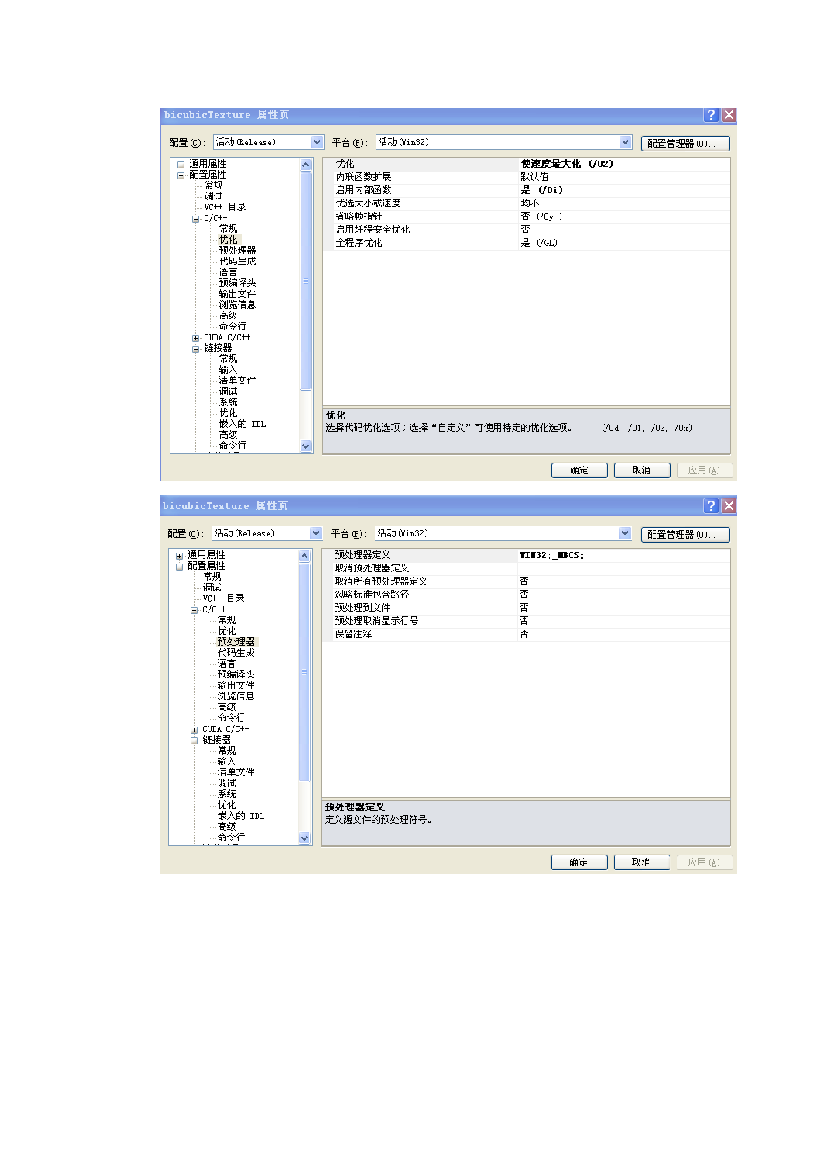 bicubicTexture 属性页
配置(C): 活动(Release) 平台(P): 活动(Win32) 配置管理器(O)...
通用属性
配置属性
常规
调试
VC++ 目录
C/C++
常规
优化
预处理器
代码生成
语言
预编译头
输出文件
浏览信息
高级
命令行
CUDA C/C++
链接器
常规
输入
清单文件
调试
系统
优化
嵌入的 IDL
高级
命令行
优化 使速度最大化 (/O2)
内联函数扩展 默认值
启用内部函数 是 (/Oi)
优选大小或速度 均不
省略帧指针 否 (/Oy-)
启用纤程安全优化 否
全程序优化 是 (/GL)
优化
选择代码优化选项；选择“自定义”可使用特定的优化选项。 (/Od, /O1, /O2, /Ox)
确定 取消 应用(A)
bicubicTexture 属性页
配置(C): 活动(Release) 平台(P): 活动(Win32) 配置管理器(O)...
通用属性
配置属性
常规
调试
VC++ 目录
C/C++
常规
优化
预处理器
代码生成
语言
预编译头
输出文件
浏览信息
高级
命令行
CUDA C/C++
链接器
常规
输入
清单文件
调试
系统
优化
嵌入的 IDL
高级
命令行
预处理器定义 WIN32;_MBCS;
取消预处理器定义
取消所有预处理器定义 否
忽略标准包含路径 否
预处理到文件 否
预处理取消显示行号 否
保留注释 否
预处理器定义
定义源文件的预处理符号。
确定 取消 应用(A)